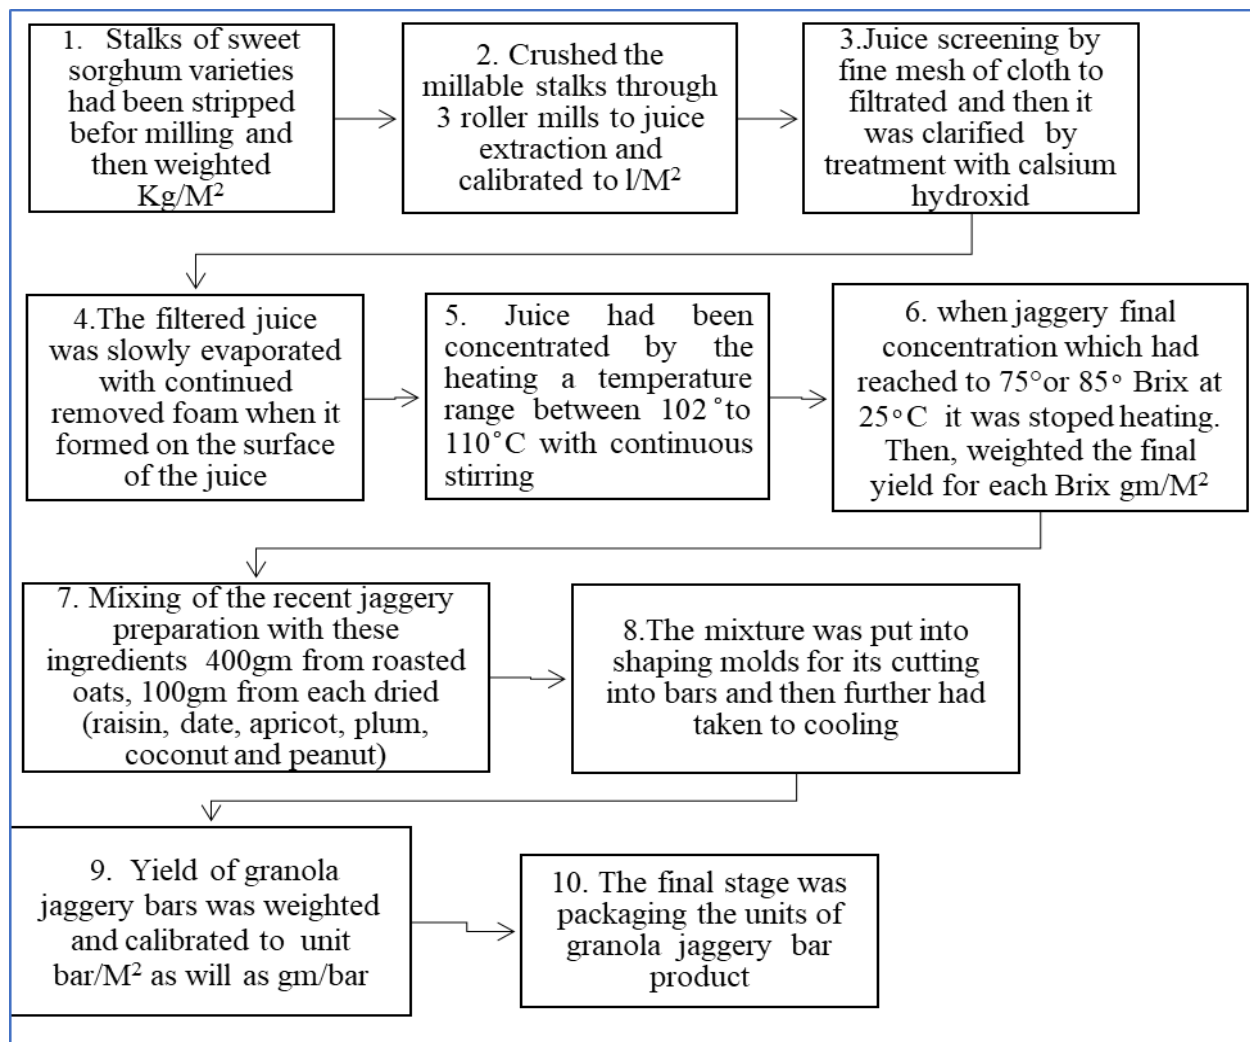 1. Stalks of sweet
sorghum varieties
had been stripped
befor milling and
then weighted
Kg/M²
2. Crushed the
millable stalks through
3 roller mills to juice
extraction and
calibrated to l/M²
3.Juice screening by
fine mesh of cloth to
filtrated and then it
was clarified by
treatment with calsium
hydroxid
4.The filtered juice
was slowly evaporated
with continued
removed foam when it
formed on the surface
of the juice
5. Juice had been
concentrated by the
heating a temperature
range between 102˚to
110˚C with continuous
stirring
6. when jaggery final
concentration which had
reached to 75°or 85∘ Brix at
25∘C it was stoped heating.
Then, weighted the final
yield for each Brix gm/M²
7. Mixing of the recent jaggery
preparation with these
ingredients 400gm from roasted
oats, 100gm from each dried
(raisin, date, apricot, plum,
coconut and peanut)
8.The mixture was put into
shaping molds for its cutting
into bars and then further had
taken to cooling
9. Yield of granola
jaggery bars was weighted
and calibrated to unit
bar/M² as will as gm/bar
10. The final stage was
packaging the units of
granola jaggery bar
product